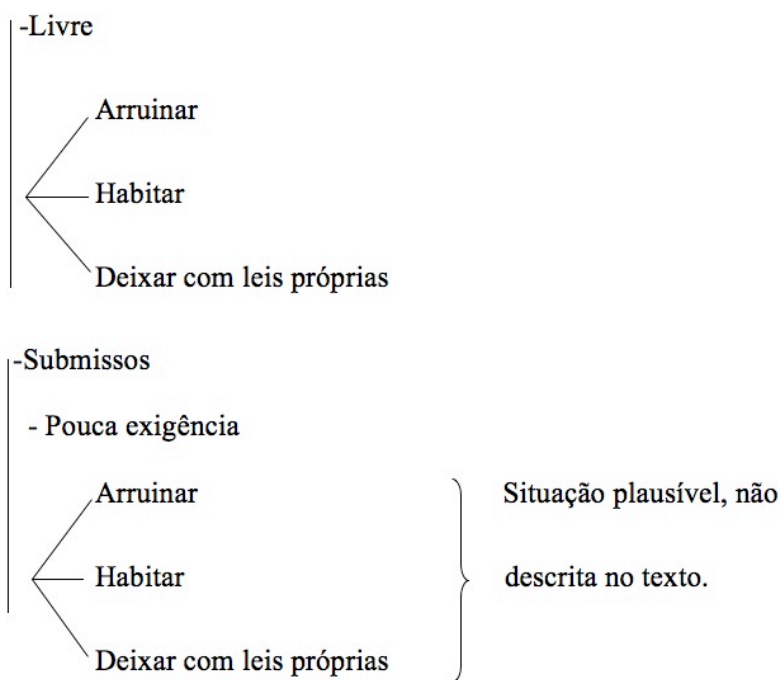 -Livre
Arruinar
Habitar
Deixar com leis próprias
-Submissos
- Pouca exigência
Arruinar
Situação plausível, não
Habitar
descrita no texto.
Deixar com leis próprias